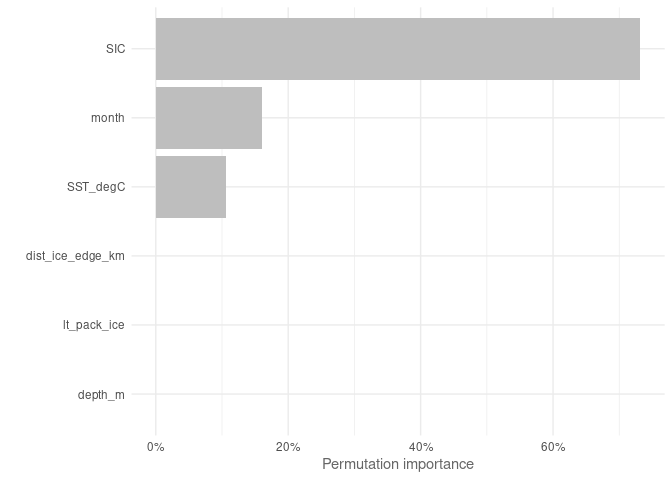 SIC
month
SST_degC
dist_ice_edge_km
lt_pack_ice
depth_m
0% 20% 40% 60%
Permutation importance